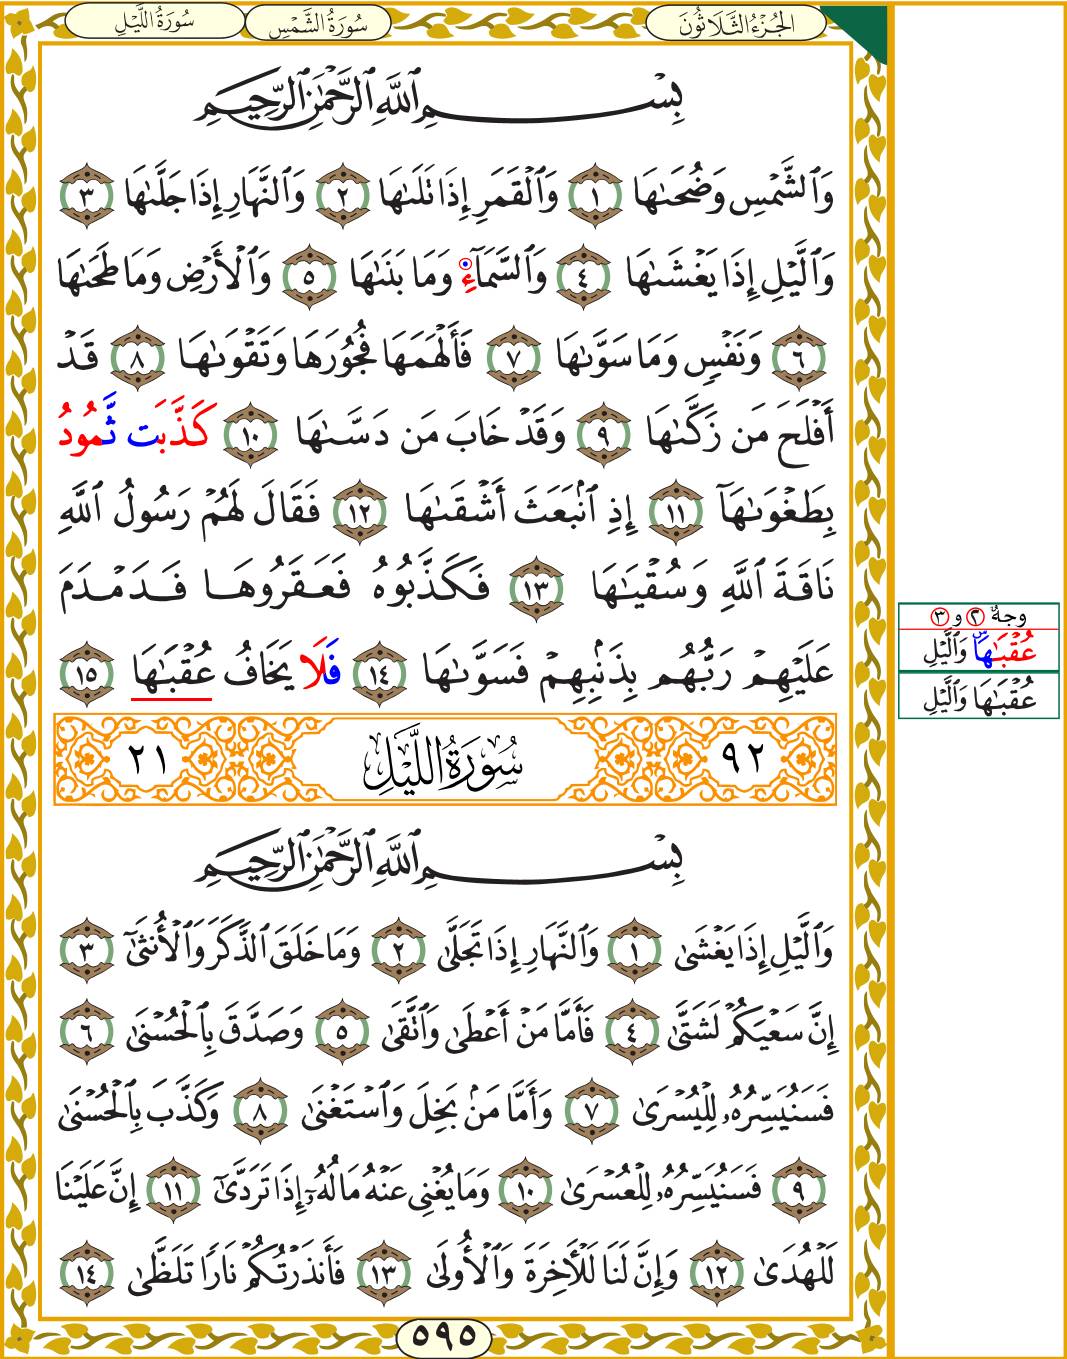 الجُزْءُ الثَّلَاثُونَ سُورَةُ الشَّمْسِ سُورَةُ اللَّيْلِ
بِسْمِ ٱللَّهِ ٱلرَّحْمَٰنِ ٱلرَّحِيمِ
وَٱلشَّمْسِ وَضُحَىٰهَا ١ وَٱلْقَمَرِ إِذَا تَلَىٰهَا ٢ وَٱلنَّهَارِ إِذَا جَلَّىٰهَا ٣
وَٱلَّيْلِ إِذَا يَغْشَىٰهَا ٤ وَٱلسَّمَآءِ وَمَا بَنَىٰهَا ٥ وَٱلْأَرْضِ وَمَا طَحَىٰهَا
٦ وَنَفْسٍ وَمَا سَوَّىٰهَا ٧ فَأَلْهَمَهَا فُجُورَهَا وَتَقْوَىٰهَا ٨ قَدْ
أَفْلَحَ مَن زَكَّىٰهَا ٩ وَقَدْ خَابَ مَن دَسَّىٰهَا ١٠ كَذَّبَت ثَّمُودُ
بِطَغْوَىٰهَآ ١١ إِذِ ٱنۢبَعَثَ أَشْقَىٰهَا ١٢ فَقَالَ لَهُمْ رَسُولُ ٱللَّهِ
نَاقَةَ ٱللَّهِ وَسُقْيَٰهَا ١٣ فَكَذَّبُوهُ فَعَقَرُوهَا فَدَمْدَمَ
عَلَيْهِمْ رَبُّهُم بِذَنۢبِهِمْ فَسَوَّىٰهَا ١٤ فَلَا يَخَافُ عُقْبَٰهَا ١٥
وجهُ ٢ و ٣
عُقْبَٰهَا س وَٱلَّيْلِ
عُقْبَٰهَا وَٱلَّيْلِ
٩٢ سُورَةُ اللَّيْلِ ٢١
بِسْمِ ٱللَّهِ ٱلرَّحْمَٰنِ ٱلرَّحِيمِ
وَٱلَّيْلِ إِذَا يَغْشَىٰ ١ وَٱلنَّهَارِ إِذَا تَجَلَّىٰ ٢ وَمَا خَلَقَ ٱلذَّكَرَ وَٱلْأُنثَىٰٓ ٣
إِنَّ سَعْيَكُمْ لَشَتَّىٰ ٤ فَأَمَّا مَنْ أَعْطَىٰ وَٱتَّقَىٰ ٥ وَصَدَّقَ بِٱلْحُسْنَىٰ ٦
فَسَنُيَسِّرُهُۥ لِلْيُسْرَىٰ ٧ وَأَمَّا مَنۢ بَخِلَ وَٱسْتَغْنَىٰ ٨ وَكَذَّبَ بِٱلْحُسْنَىٰ
٩ فَسَنُيَسِّرُهُۥ لِلْعُسْرَىٰ ١٠ وَمَا يُغْنِى عَنْهُ مَالُهُۥٓ إِذَا تَرَدَّىٰٓ ١١ إِنَّ عَلَيْنَا
لَلْهُدَىٰ ١٢ وَإِنَّ لَنَا لَلْءَاخِرَةَ وَٱلْأُولَىٰ ١٣ فَأَنذَرْتُكُمْ نَارًا تَلَظَّىٰ ١٤
٥٩٥